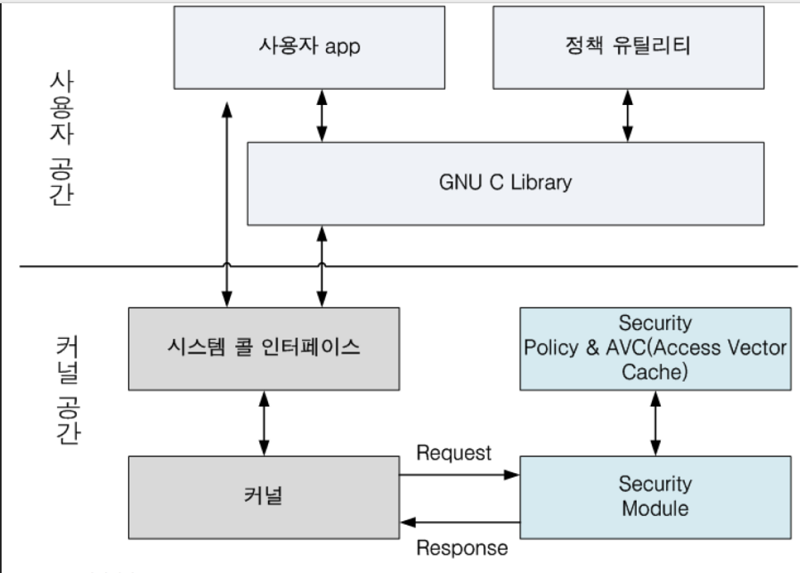 사용자 app
정책 유틸리티
사용자 공간
GNU C Library
시스템 콜 인터페이스
Security
Policy & AVC(Access Vector
Cache)
커널 공간
Request
커널
Security
Module
Response